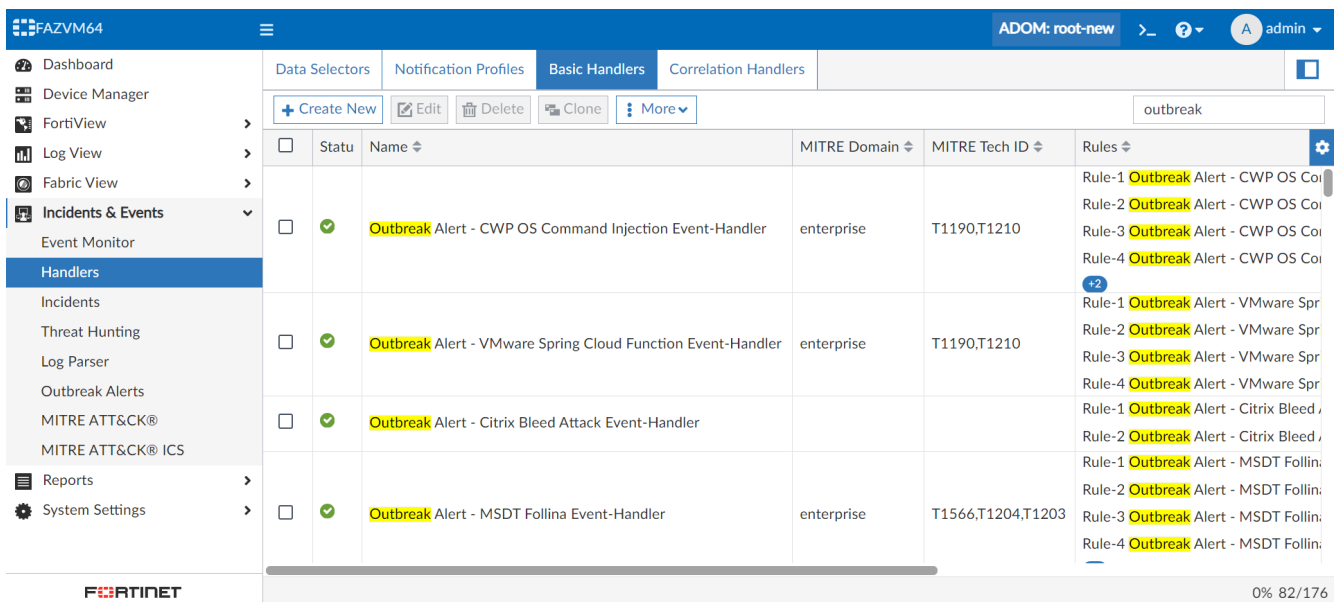 FAZVM64
ADOM: root-new
>_
?
A
admin
Dashboard
Device Manager
FortiView
Log View
Fabric View
Incidents & Events
Event Monitor
Handlers
Incidents
Threat Hunting
Log Parser
Outbreak Alerts
MITRE ATT&CK®
MITRE ATT&CK® ICS
Reports
System Settings
FORTINET
Data Selectors
Notification Profiles
Basic Handlers
Correlation Handlers
+ Create New
Edit
Delete
Clone
More
outbreak
Statu
Name
MITRE Domain
MITRE Tech ID
Rules
Outbreak Alert - CWP OS Command Injection Event-Handler
enterprise
T1190,T1210
Rule-1 Outbreak Alert - CWP OS Co
Rule-2 Outbreak Alert - CWP OS Co
Rule-3 Outbreak Alert - CWP OS Co
Rule-4 Outbreak Alert - CWP OS Co
+2
Outbreak Alert - VMware Spring Cloud Function Event-Handler
enterprise
T1190,T1210
Rule-1 Outbreak Alert - VMware Spr
Rule-2 Outbreak Alert - VMware Spr
Rule-3 Outbreak Alert - VMware Spr
Rule-4 Outbreak Alert - VMware Spr
Outbreak Alert - Citrix Bleed Attack Event-Handler
Rule-1 Outbreak Alert - Citrix Bleed
Rule-2 Outbreak Alert - Citrix Bleed
Outbreak Alert - MSDT Follina Event-Handler
enterprise
T1566,T1204,T1203
Rule-1 Outbreak Alert - MSDT Follin
Rule-2 Outbreak Alert - MSDT Follin
Rule-3 Outbreak Alert - MSDT Follin
Rule-4 Outbreak Alert - MSDT Follin
0% 82/176